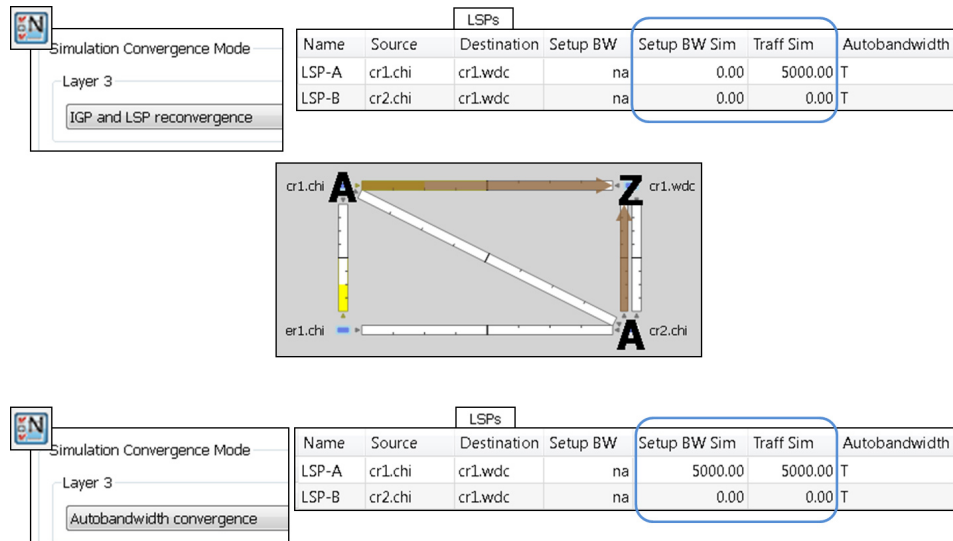 N
Simulation Convergence Mode
Layer 3
IGP and LSP reconvergence
LSPs
Name Source Destination Setup BW Setup BW Sim Traff Sim Autobandwidth
LSP-A cr1.chi cr1.wdc na 0.00 5000.00 T
LSP-B cr2.chi cr1.wdc na 0.00 0.00 T
cr1.chi A Z cr1.wdc
er1.chi A cr2.chi
N
Simulation Convergence Mode
Layer 3
Autobandwidth convergence
LSPs
Name Source Destination Setup BW Setup BW Sim Traff Sim Autobandwidth
LSP-A cr1.chi cr1.wdc na 5000.00 5000.00 T
LSP-B cr2.chi cr1.wdc na 0.00 0.00 T